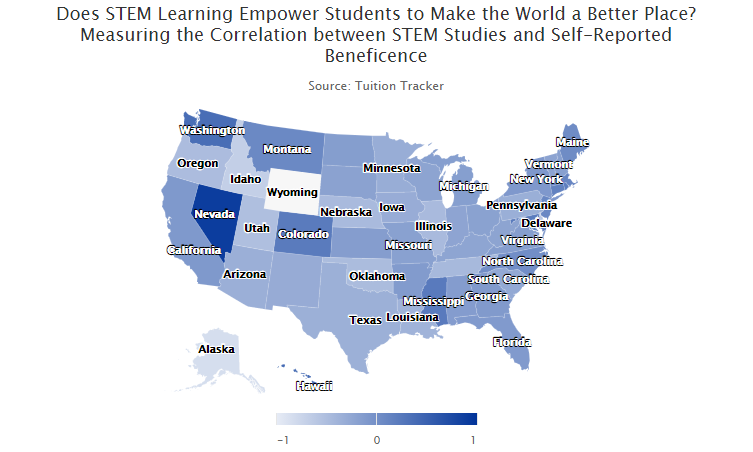 Does STEM Learning Empower Students to Make the World a Better Place?
Measuring the Correlation between STEM Studies and Self-Reported
Beneficence
Source: Tuition Tracker
Washington
Maine
Montana
Vermont
Oregon
Minnesota
New York
Idaho
Michigan
Wyoming
Pennsylvania
Nebraska
Iowa
Nevada
Delaware
Utah
Illinois
Colorado
Virginia
California
Missouri
North Carolina
Arizona
Oklahoma
South Carolina
Mississippi
Georgia
Texas
Louisiana
Florida
Alaska
Hawaii
-1
0
1